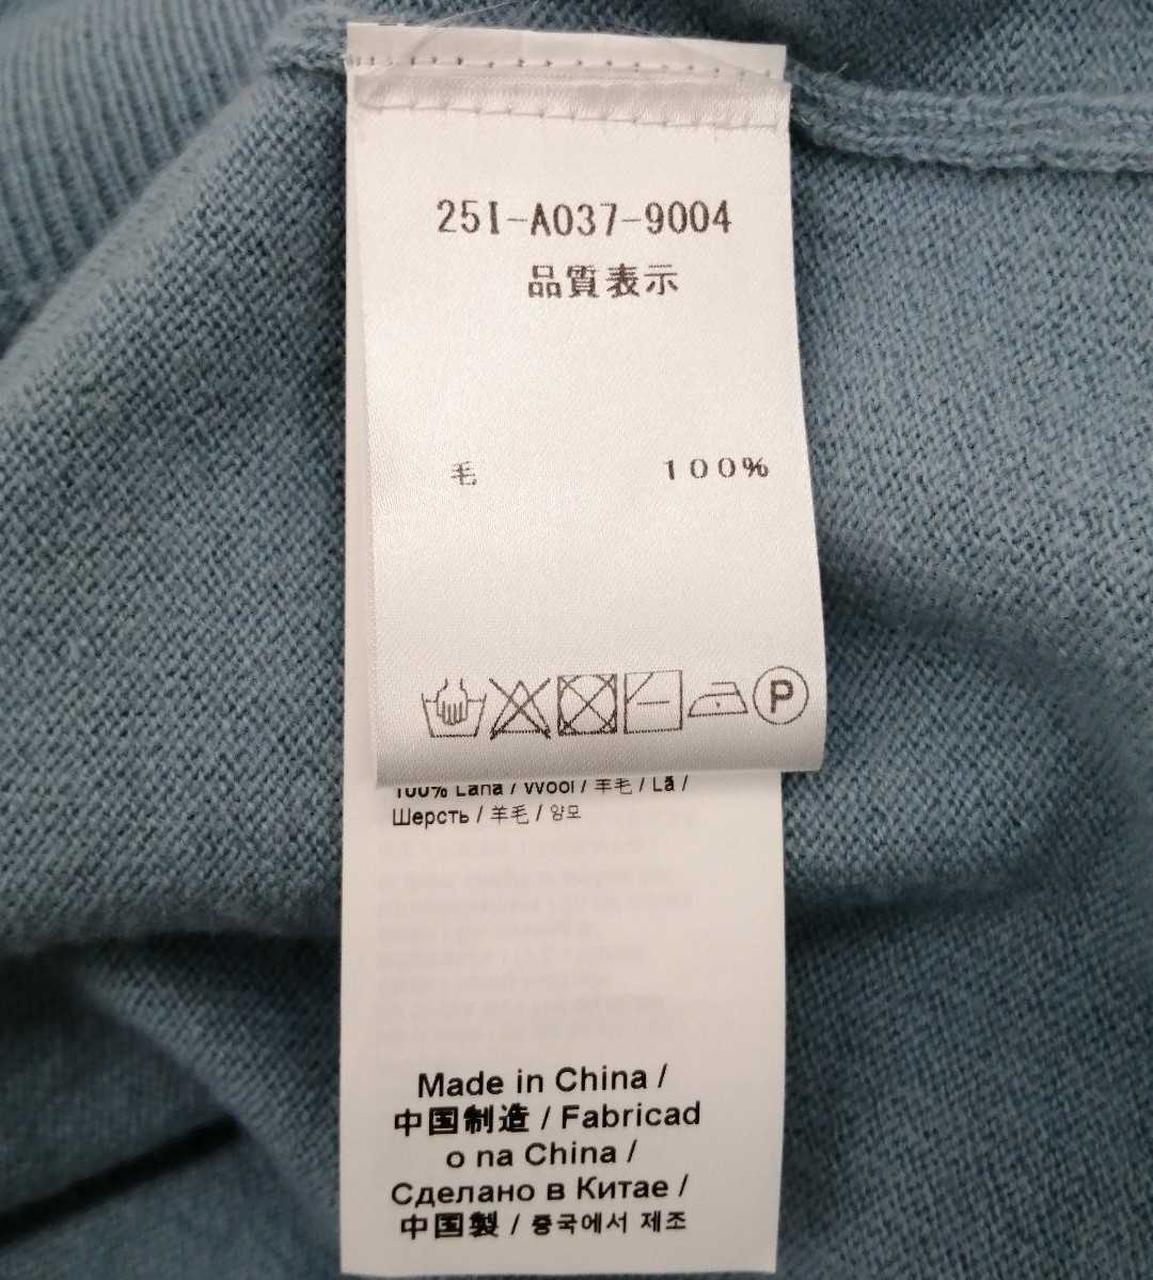 25I-A037-9004
品質表示
毛 100%
P
100% Lana / Wool / 羊毛 / Lã /
Шерсть / 羊毛 / 양모
Made in China /
中国制造 / Fabricad
o na China /
Сделано в Китае /
中国製 / 중국에서 제조